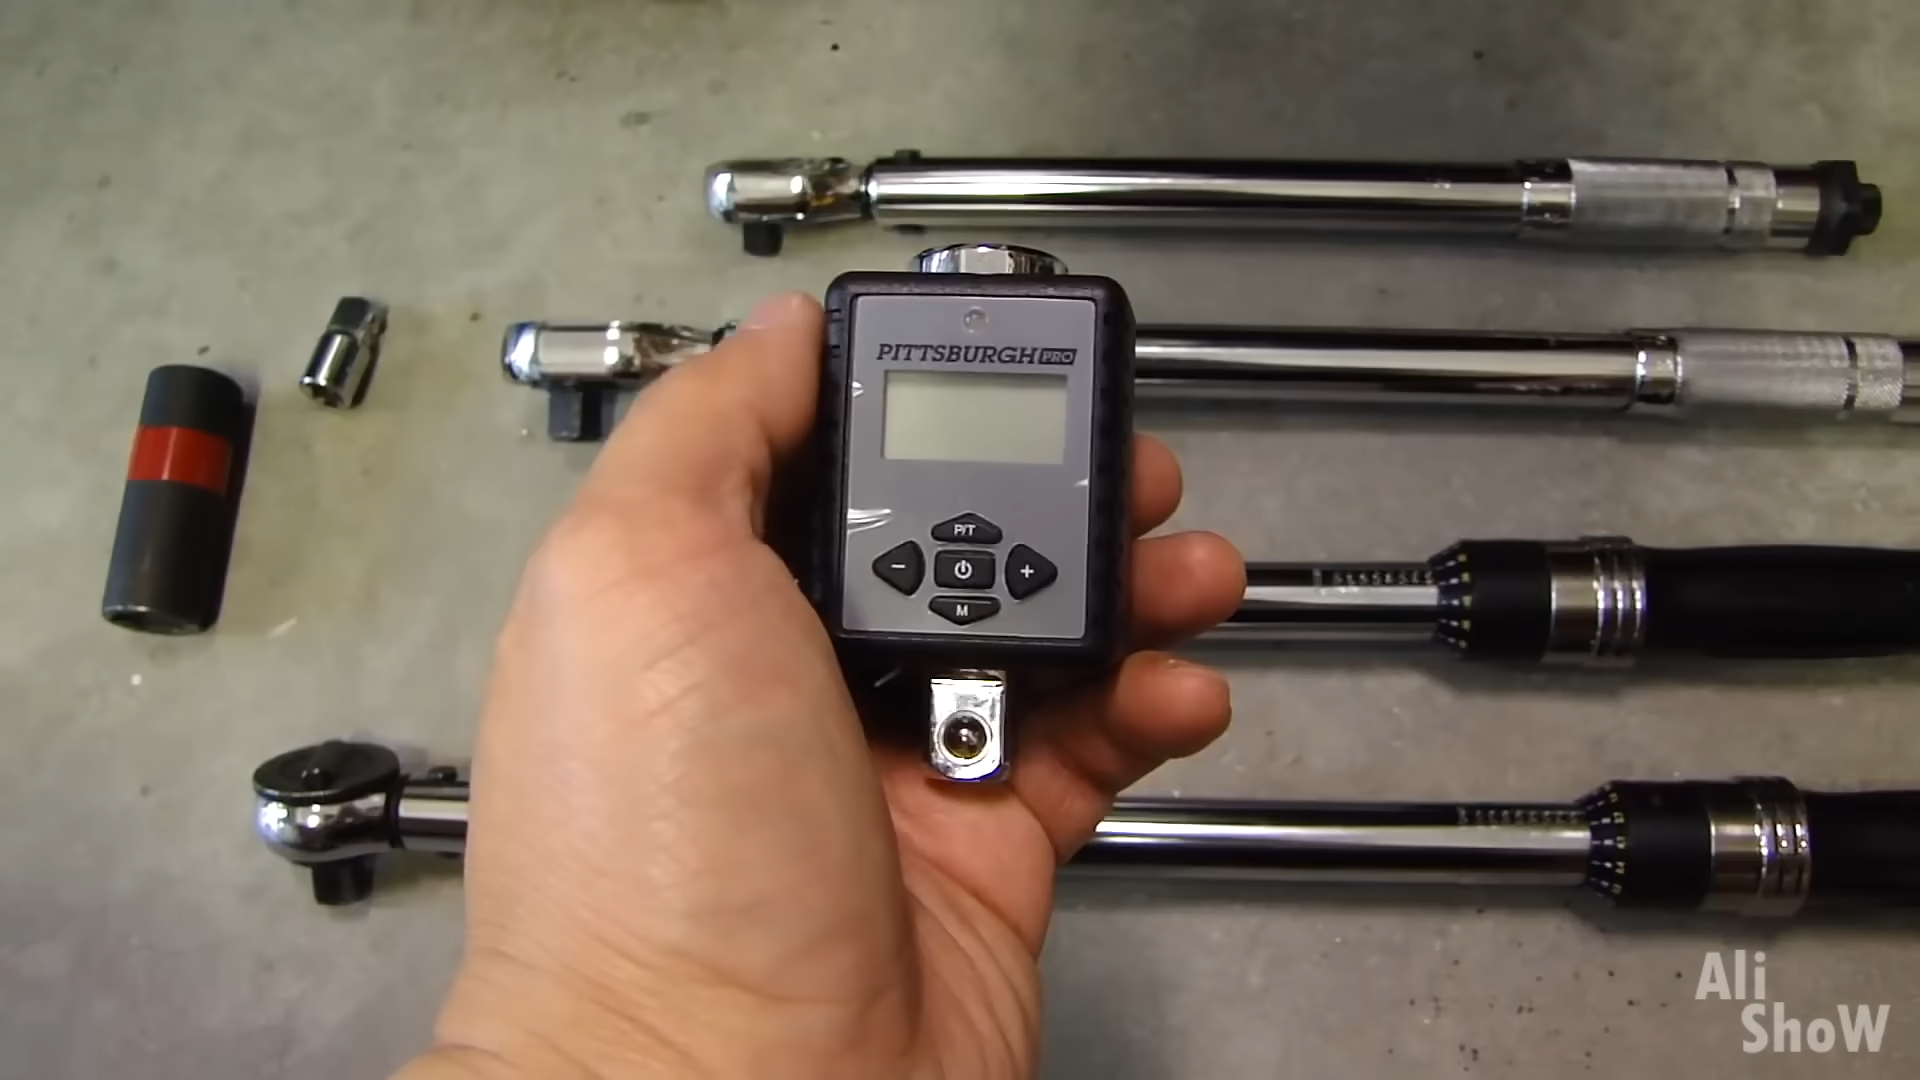 PITTSBURGH PRO
P/T
− +
M
Ali
ShoW